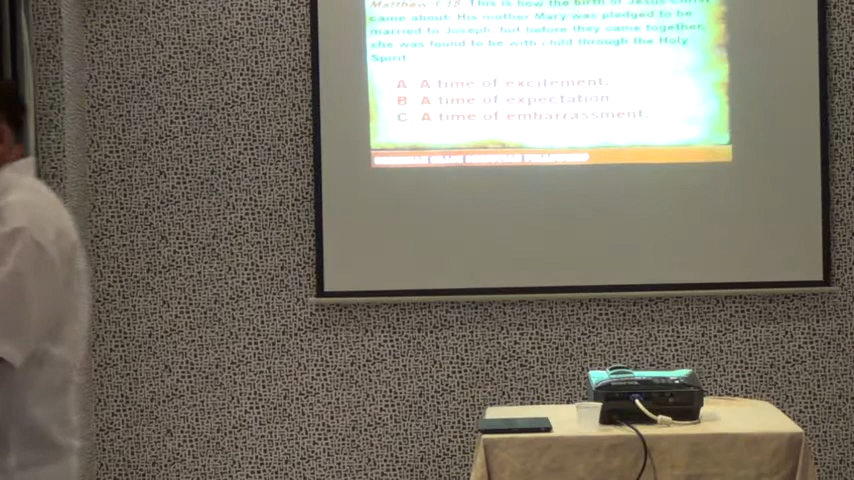 Matthew 1:18 This is how the birth of Jesus Christ
came about: His mother Mary was pledged to be
married to Joseph, but before they came together,
she was found to be with child through the Holy
Spirit.
A A time of excitement.
B A time of expectation
C A time of embarrassment.